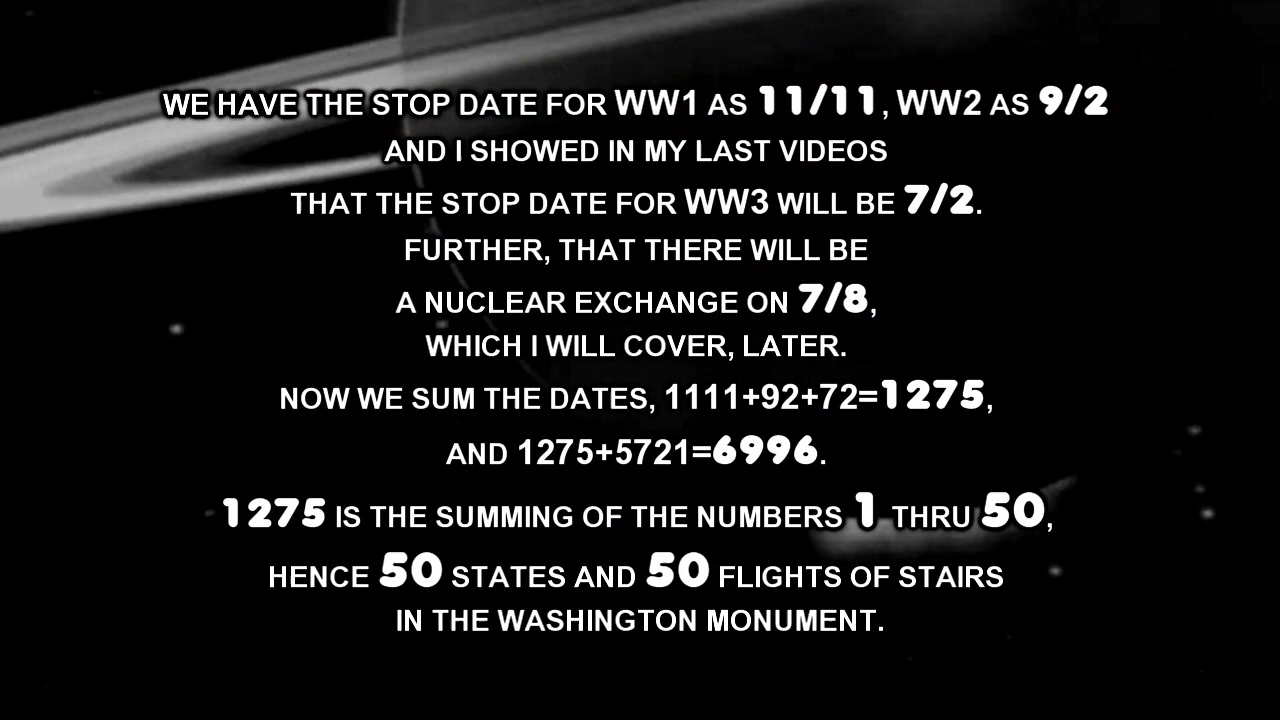 WE HAVE THE STOP DATE FOR WW1 AS 11/11, WW2 AS 9/2
AND I SHOWED IN MY LAST VIDEOS
THAT THE STOP DATE FOR WW3 WILL BE 7/2.
FURTHER, THAT THERE WILL BE
A NUCLEAR EXCHANGE ON 7/8,
WHICH I WILL COVER, LATER.
NOW WE SUM THE DATES, 1111+92+72=1275,
AND 1275+5721=6996.
1275 IS THE SUMMING OF THE NUMBERS 1 THRU 50,
HENCE 50 STATES AND 50 FLIGHTS OF STAIRS
IN THE WASHINGTON MONUMENT.